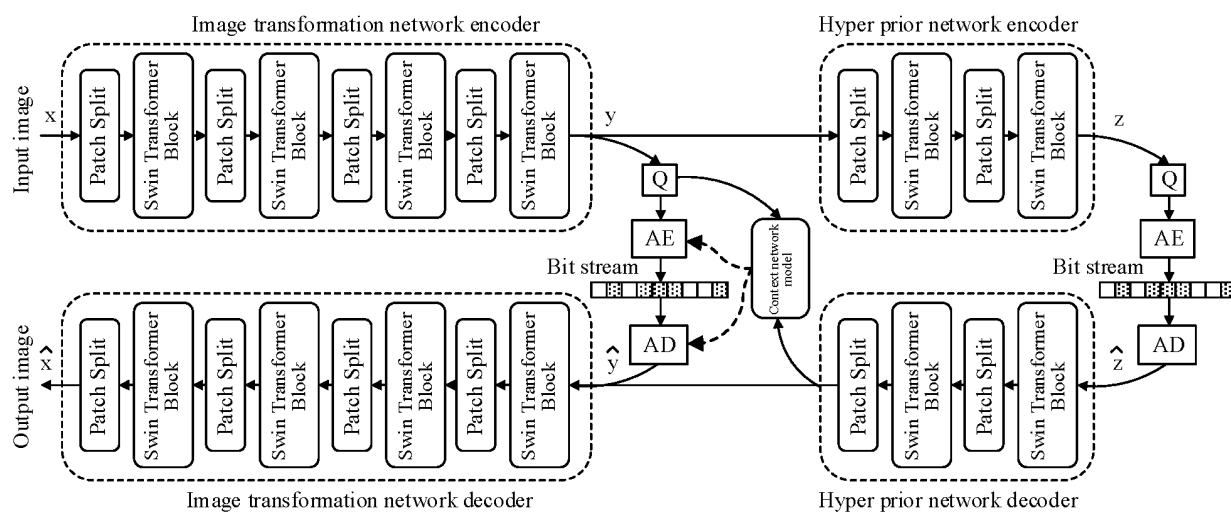 Image transformation network encoder
Hyper prior network encoder
Input image
x
Patch Split
Swin Transformer
Block
Patch Split
Swin Transformer
Block
Patch Split
Swin Transformer
Block
Patch Split
Swin Transformer
Block
y
Patch Split
Swin Transformer
Block
Patch Split
Swin Transformer
Block
z
Q
Q
AE
AE
Context network
model
Bit stream
Bit stream
AD
AD
Output image
x̂
Patch Split
Swin Transformer
Block
Patch Split
Swin Transformer
Block
Patch Split
Swin Transformer
Block
Patch Split
Swin Transformer
Block
ŷ
Patch Split
Swin Transformer
Block
Patch Split
Swin Transformer
Block
ẑ
Image transformation network decoder
Hyper prior network decoder